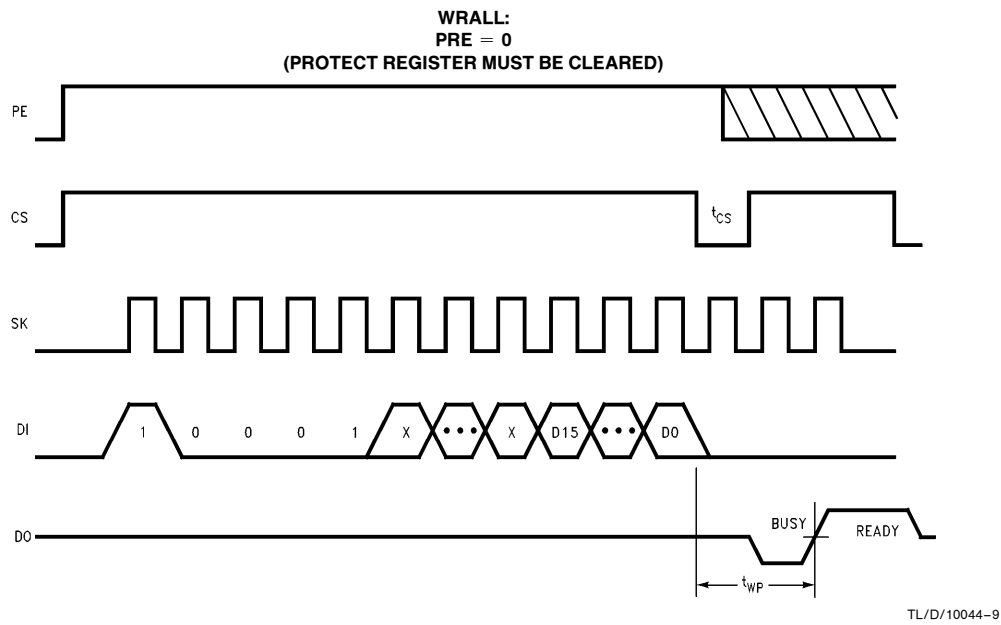 WRALL:
PRE = 0
(PROTECT REGISTER MUST BE CLEARED)
PE
CS
tCS
SK
DI
1 0 0 0 1 X ••• X D15 ••• D0
DO
BUSY
READY
tWP
TL/D/10044–9